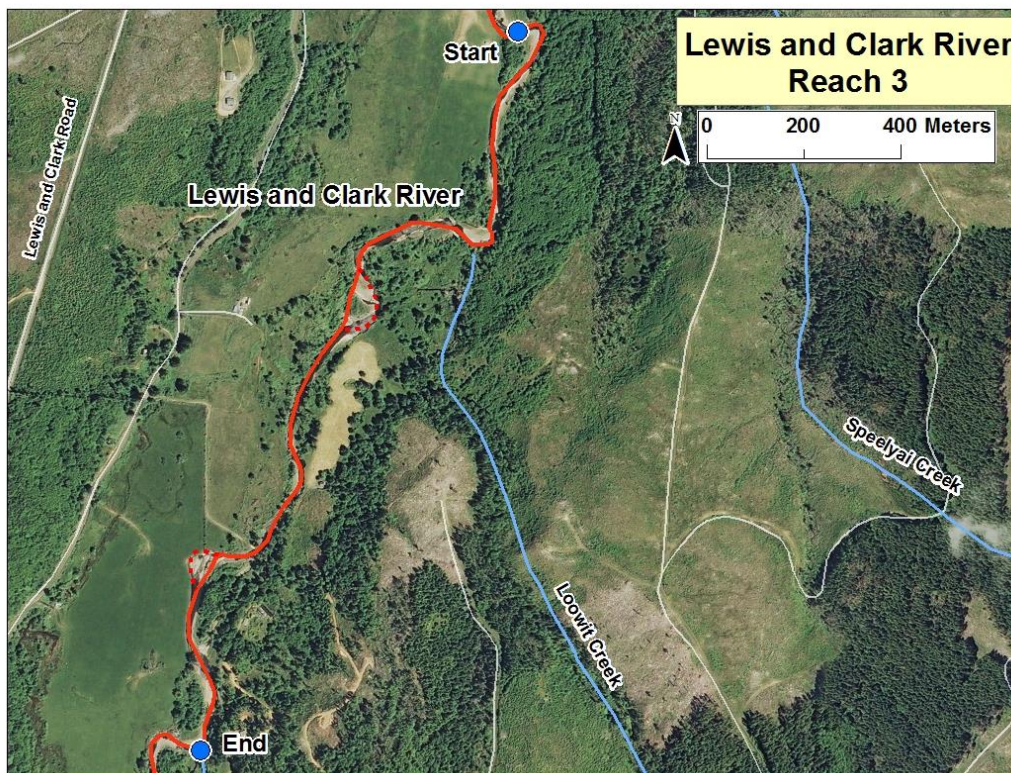 Lewis and Clark River
Reach 3
Start
N
0 200 400 Meters
Lewis and Clark Road
Lewis and Clark River
Speelyai Creek
Loowit Creek
End